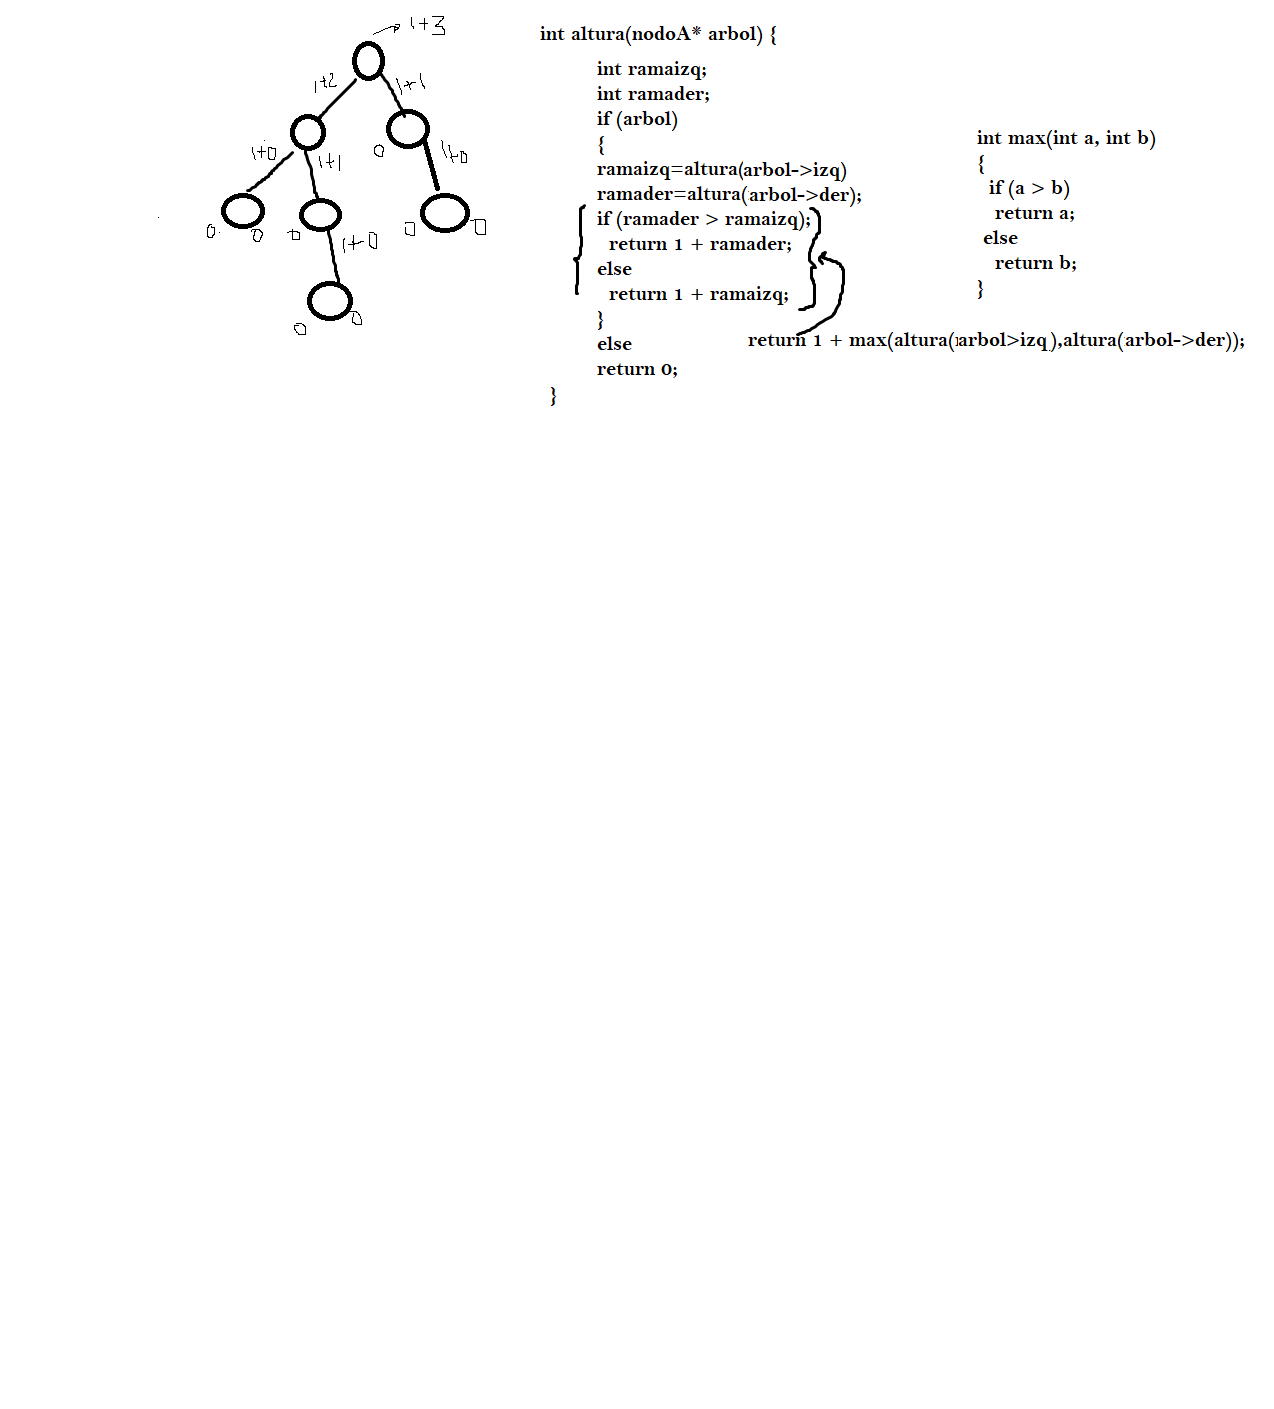 1+3
1+2 1+1
1+0 1+1 0 1+0
0 0 0 1+0 0 0
0 0
int altura(nodoA* arbol) {
int ramaizq;
int ramader;
if (arbol)
{
ramaizq=altura(arbol->izq)
ramader=altura(arbol->der);
if (ramader > ramaizq);
return 1 + ramader;
else
return 1 + ramaizq;
}
else
return 0;
}
return 1 + max(altura(arbol>izq ),altura(arbol->der));
int max(int a, int b)
{
if (a > b)
return a;
else
return b;
}